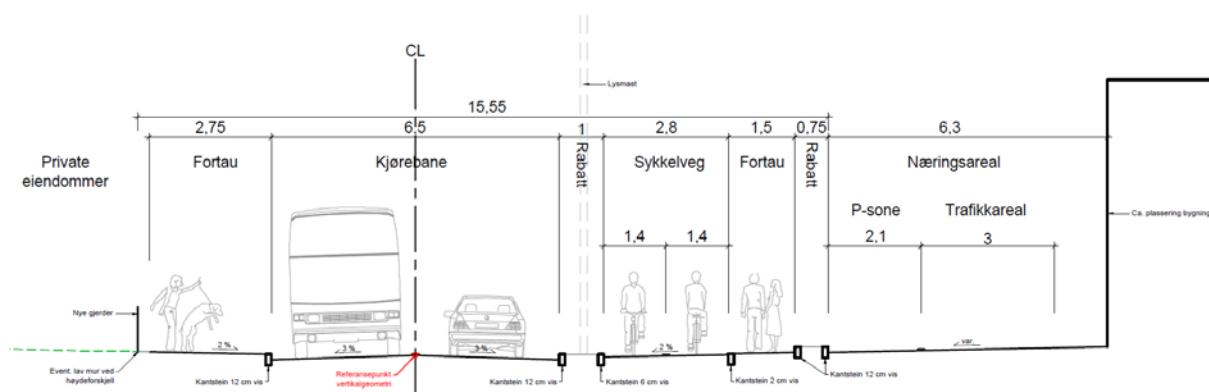 CL
Lysmast
15,55
2,75
6,5
1
2,8
1,5
0,75
6,3
Private
eiendommer
Fortau
Kjørebane
Rabatt
Sykkelveg
Fortau
Rabatt
Næringsareal
P-sone
Trafikkareal
Ca. plassering bygning
1,4
1,4
2,1
3
Nye gjerder
2 %
3 %
3 %
2 %
var.
Event. lav mur ved
høydeforskjell
Kantstein 12 cm vis
Referansepunkt
vertikalgeometri
Kantstein 12 cm vis
Kantstein 6 cm vis
Kantstein 2 cm vis
Kantstein 12 cm vis